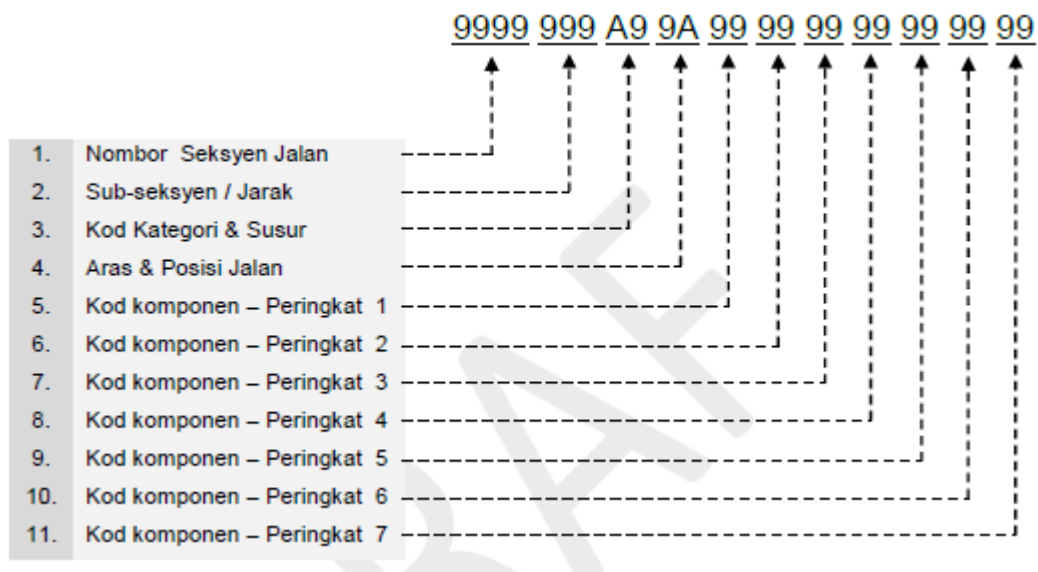 9999 999 A9 9A 99 99 99 99 99 99 99
1. Nombor Seksyen Jalan
2. Sub-seksyen / Jarak
3. Kod Kategori & Susur
4. Aras & Posisi Jalan
5. Kod komponen – Peringkat 1
6. Kod komponen – Peringkat 2
7. Kod komponen – Peringkat 3
8. Kod komponen – Peringkat 4
9. Kod komponen – Peringkat 5
10. Kod komponen – Peringkat 6
11. Kod komponen – Peringkat 7